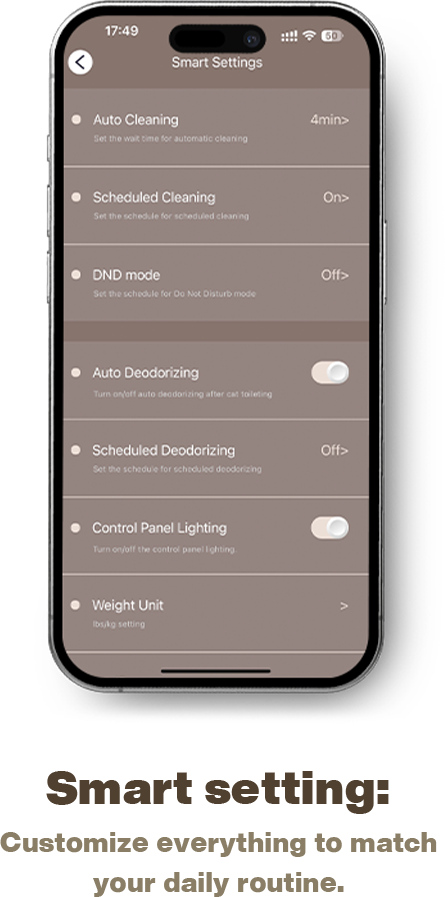 17:49
50
Smart Settings
Auto Cleaning
4min>
Set the wait time for automatic cleaning
Scheduled Cleaning
On>
Set the schedule for scheduled cleaning
DND mode
Off>
Set the schedule for Do Not Disturb mode
Auto Deodorizing
Turn on/off auto deodorizing after cat toileting
Scheduled Deodorizing
Off>
Set the schedule for scheduled deodorizing
Control Panel Lighting
Turn on/off the control panel lighting.
Weight Unit
>
lbs/kg setting
Smart setting:
Customize everything to match
your daily routine.